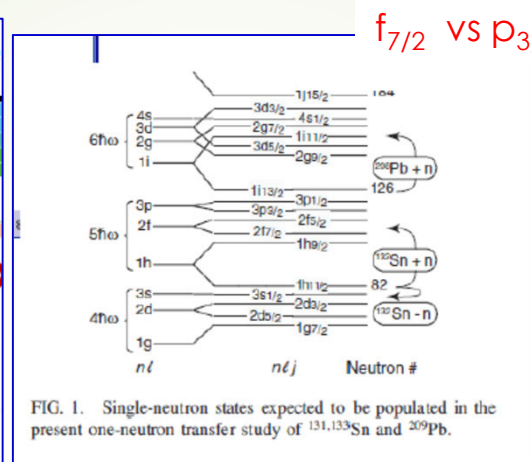 f7/2 vs p3
1j15/2 184
3d3/2
4s 4s1/2
3d 2g7/2 1i11/2
6ħω 2g 3d5/2
1i 2g9/2
208Pb + n
1i13/2 126
3p 3p1/2
3p3/2
2f 2f5/2
5ħω 2f7/2
1h9/2
1h 132Sn + n
1h11/2 82
3s 3s1/2
2d 2d3/2
4ħω 2d5/2 132Sn - n
1g7/2
1g
nℓ nℓj Neutron #
FIG. 1. Single-neutron states expected to be populated in the
present one-neutron transfer study of 131,133Sn and 209Pb.